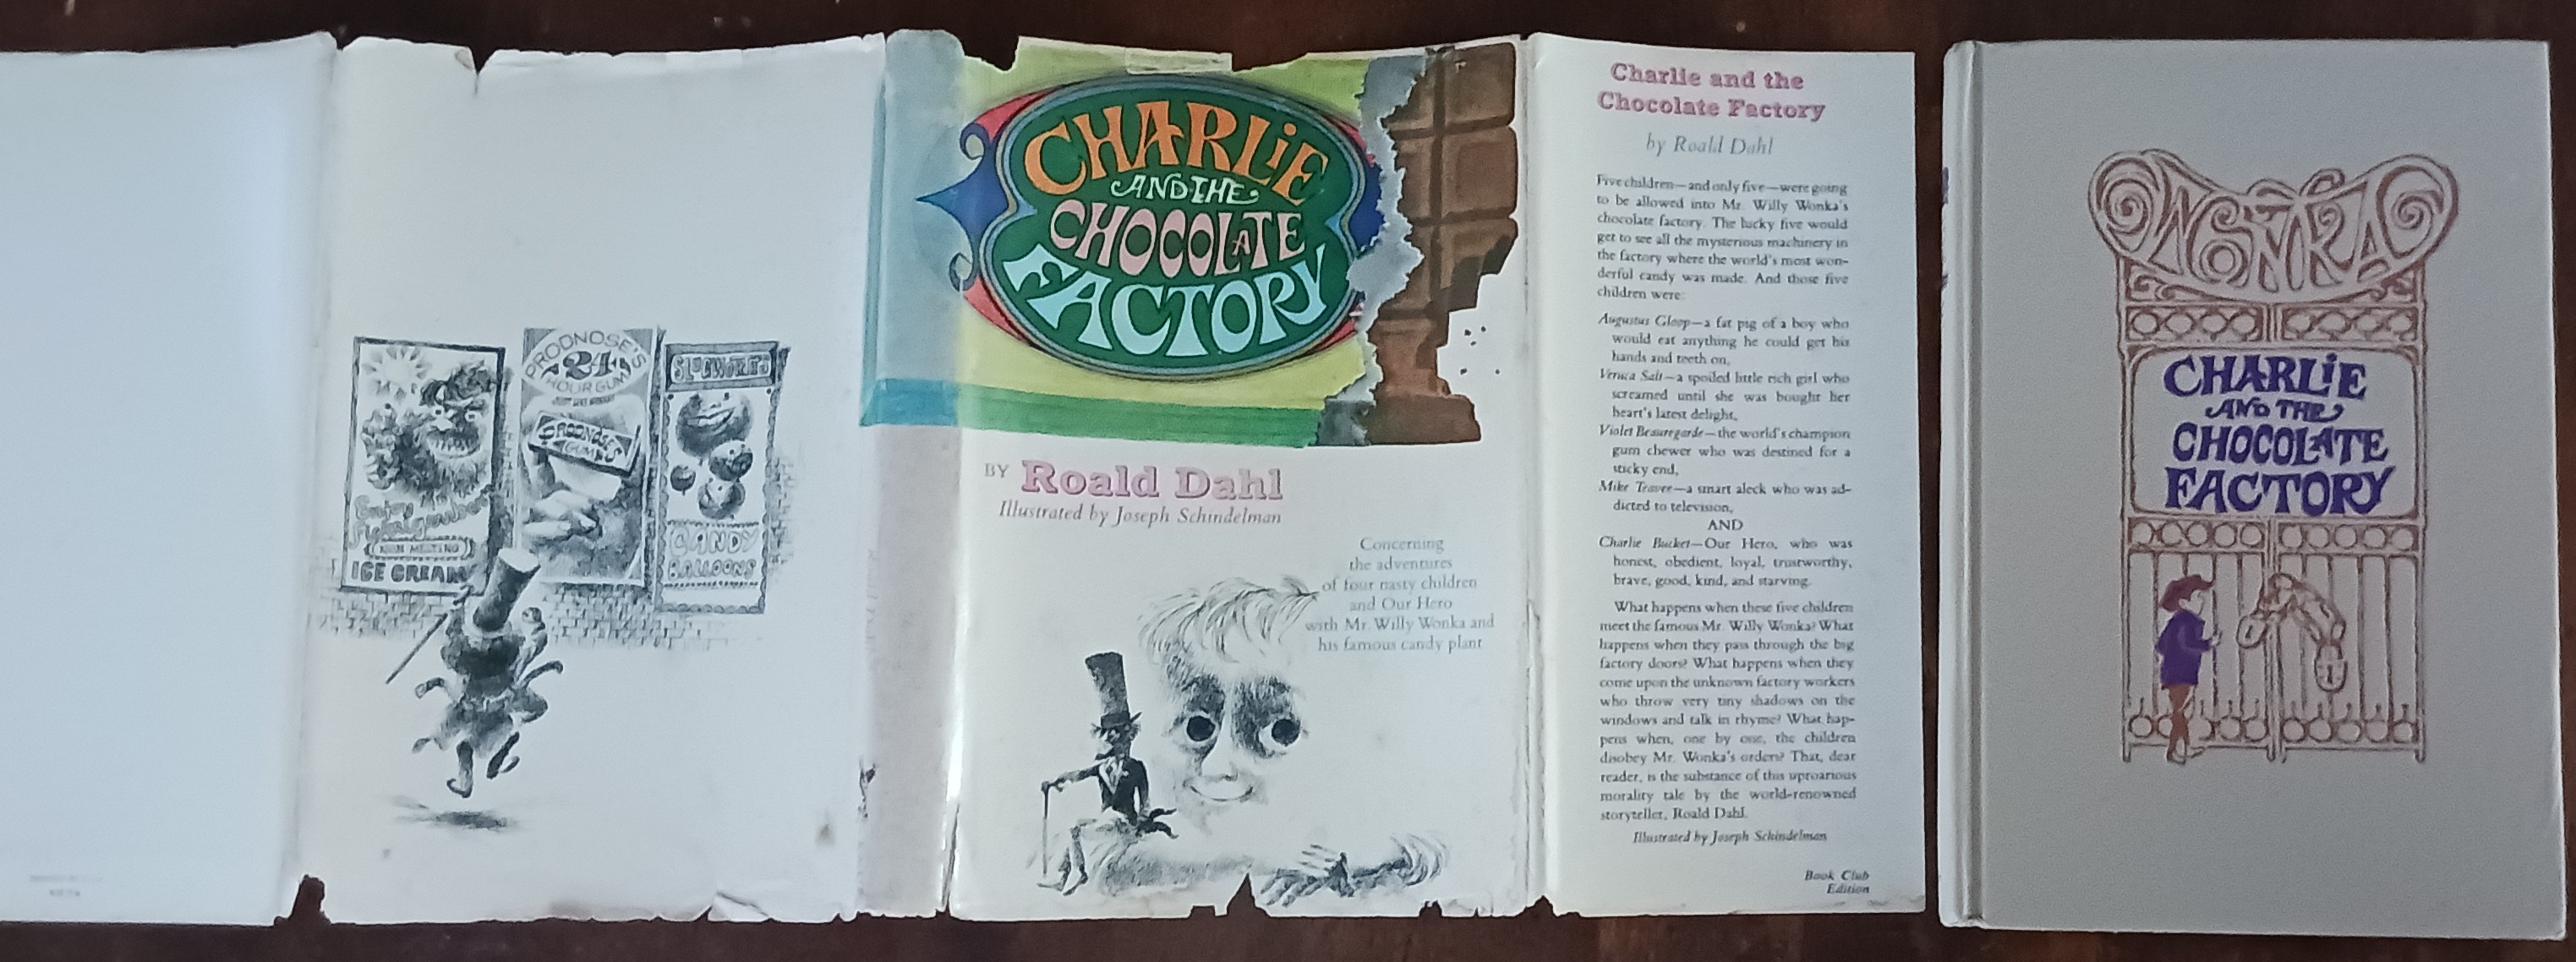 PRODNOSE'S
24
HOUR GUM
PRODNOSE'S
GUM
SLUGWORTH'S
Enjoy
Fickelgruber's
NON MELTING
ICE CREAM
CANDY
BALLOONS
CHARLiE
AND THE
CHOCOLATE
FACTORY
BY Roald Dahl
Illustrated by Joseph Schindelman
Concerning
the adventures
of four nasty children
and Our Hero
with Mr. Willy Wonka and
his famous candy plant
Charlie and the
Chocolate Factory
by Roald Dahl
Five children—and only five—were going
to be allowed into Mr. Willy Wonka's
chocolate factory. The lucky five would
get to see all the mysterious machinery in
the factory where the world's most won-
derful candy was made. And those five
children were:
Augustus Gloop—a fat pig of a boy who
would eat anything he could get his
hands and teeth on,
Veruca Salt—a spoiled little rich girl who
screamed until she was bought her
heart's latest delight,
Violet Beauregarde—the world's champion
gum chewer who was destined for a
sticky end,
Mike Teavee—a smart aleck who was ad-
dicted to television,
AND
Charlie Bucket—Our Hero, who was
honest, obedient, loyal, trustworthy,
brave, good, kind, and starving.
What happens when these five children
meet the famous Mr. Willy Wonka? What
happens when they pass through the big
factory doors? What happens when they
come upon the unknown factory workers
who throw very tiny shadows on the
windows and talk in rhyme? What hap-
pens when, one by one, the children
disobey Mr. Wonka's orders? That, dear
reader, is the substance of this uproarious
morality tale by the world-renowned
storyteller, Roald Dahl.
Illustrated by Joseph Schindelman
Book Club
Edition
WONKA
CHARLiE
AND THE
CHOCOLATE
FACTORY